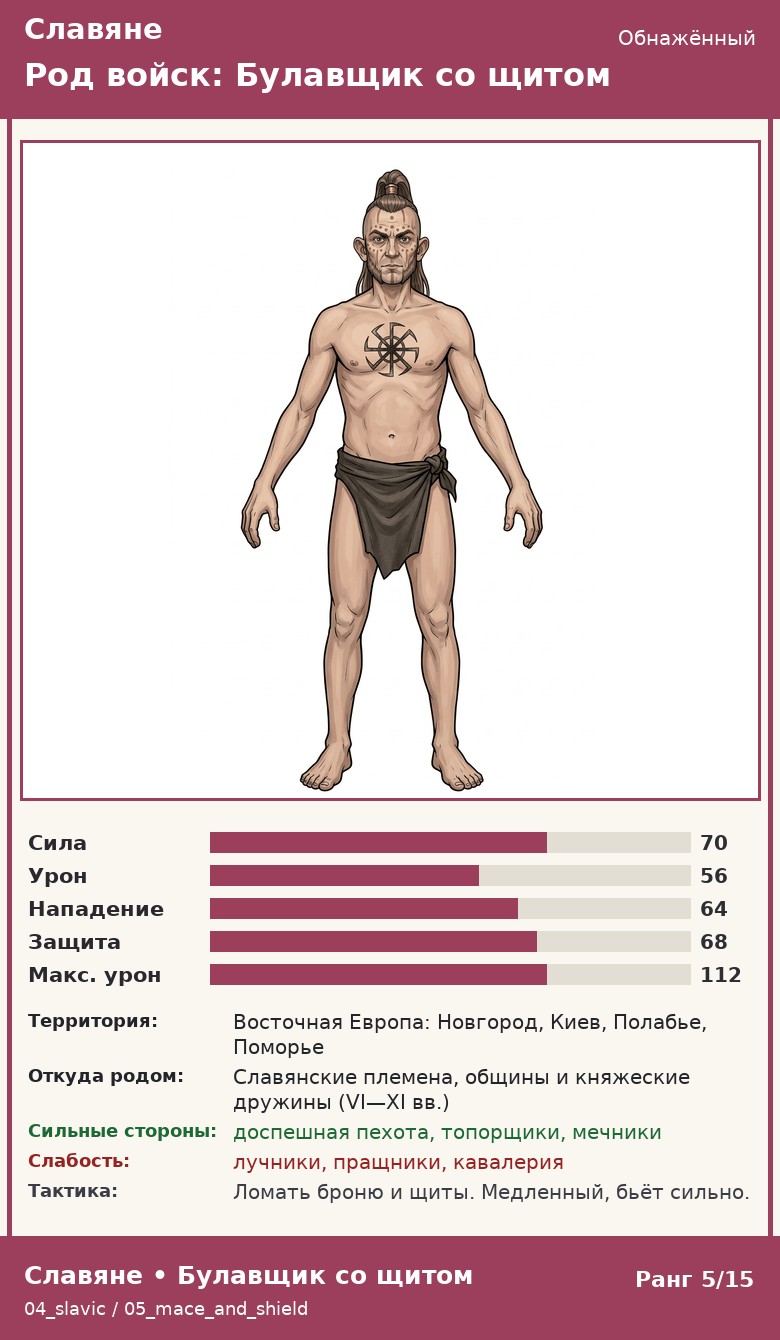 Славяне
Обнажённый
Род войск: Булавщик со щитом
Сила 70
Урон 56
Нападение 64
Защита 68
Макс. урон 112
Территория: Восточная Европа: Новгород, Киев, Полабье,
Поморье
Откуда родом: Славянские племена, общины и княжеские
дружины (VI—XI вв.)
Сильные стороны: доспешная пехота, топорщики, мечники
Слабость: лучники, пращники, кавалерия
Тактика: Ломать броню и щиты. Медленный, бьёт сильно.
Славяне • Булавщик со щитом
Ранг 5/15
04_slavic / 05_mace_and_shield